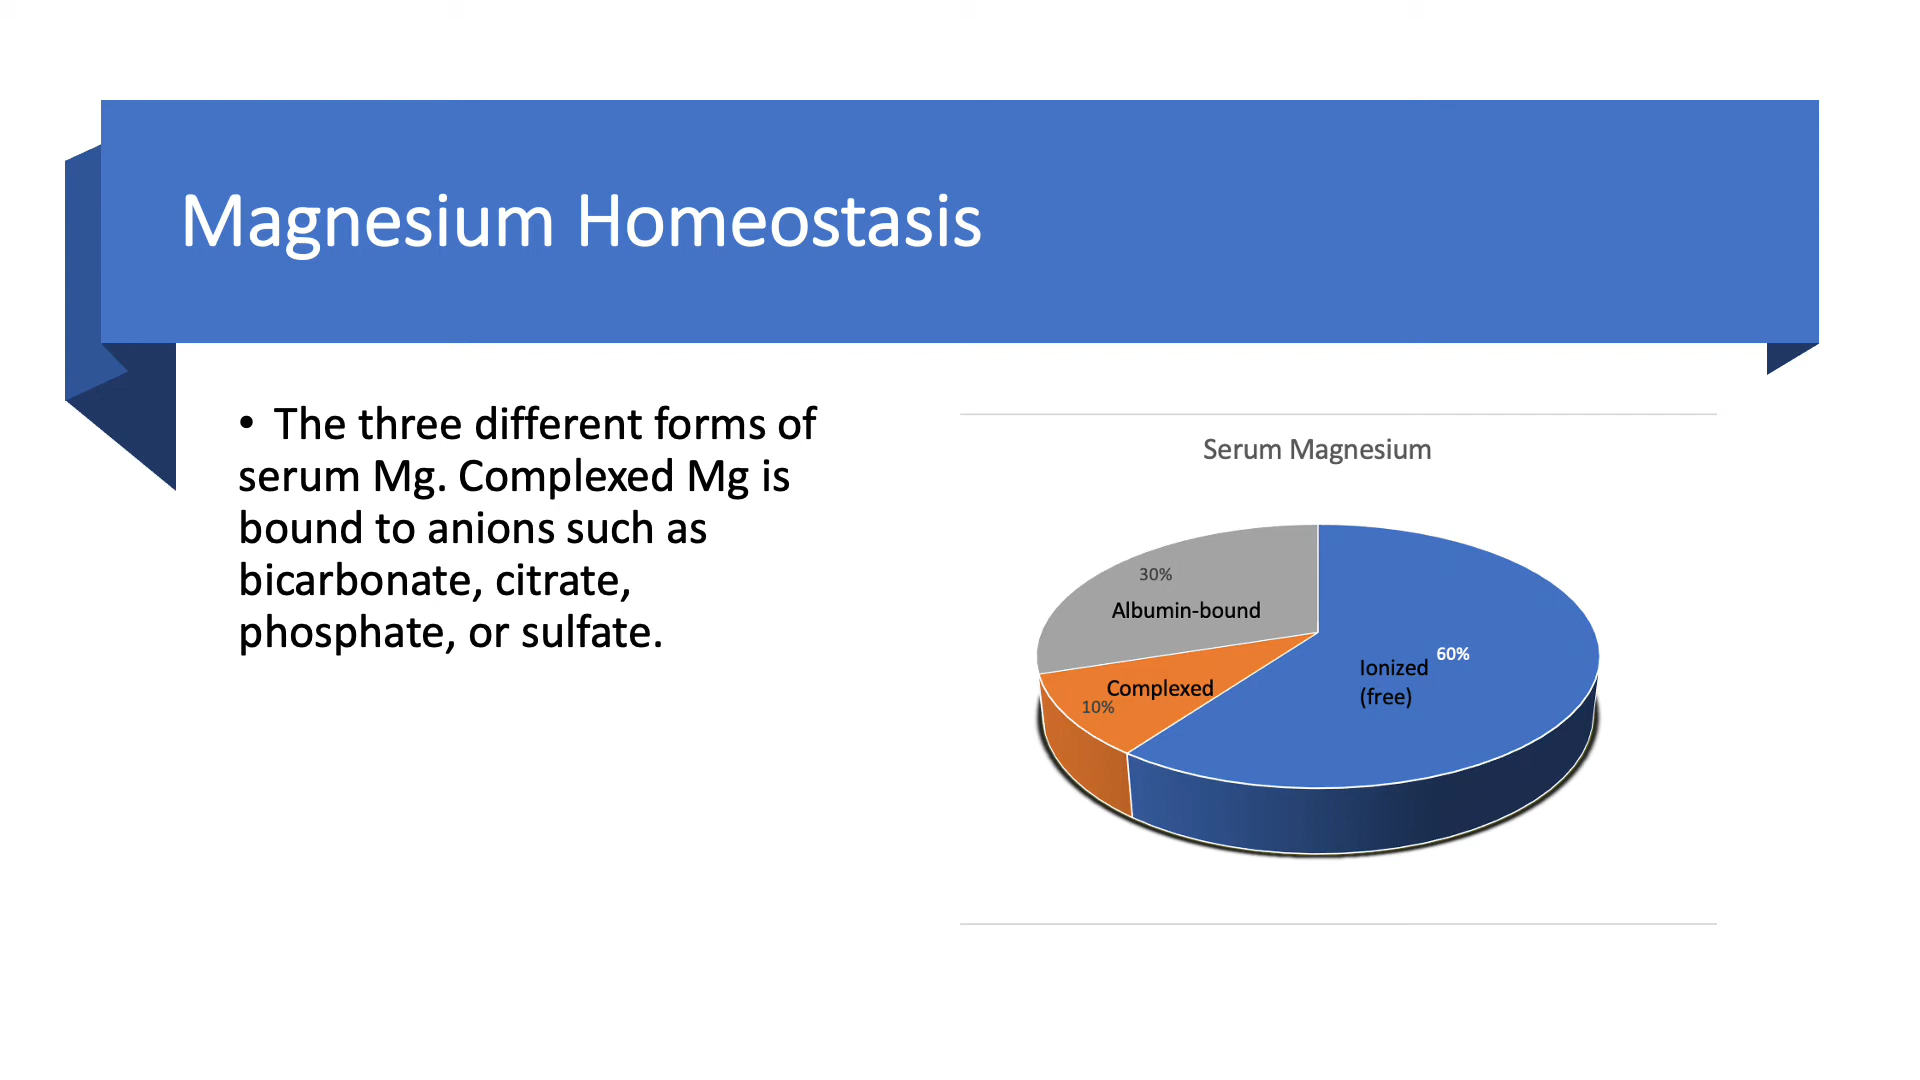 Magnesium Homeostasis
• The three different forms of
serum Mg. Complexed Mg is
bound to anions such as
bicarbonate, citrate,
phosphate, or sulfate.
Serum Magnesium
30%
Albumin-bound
60%
Ionized
(free)
Complexed
10%